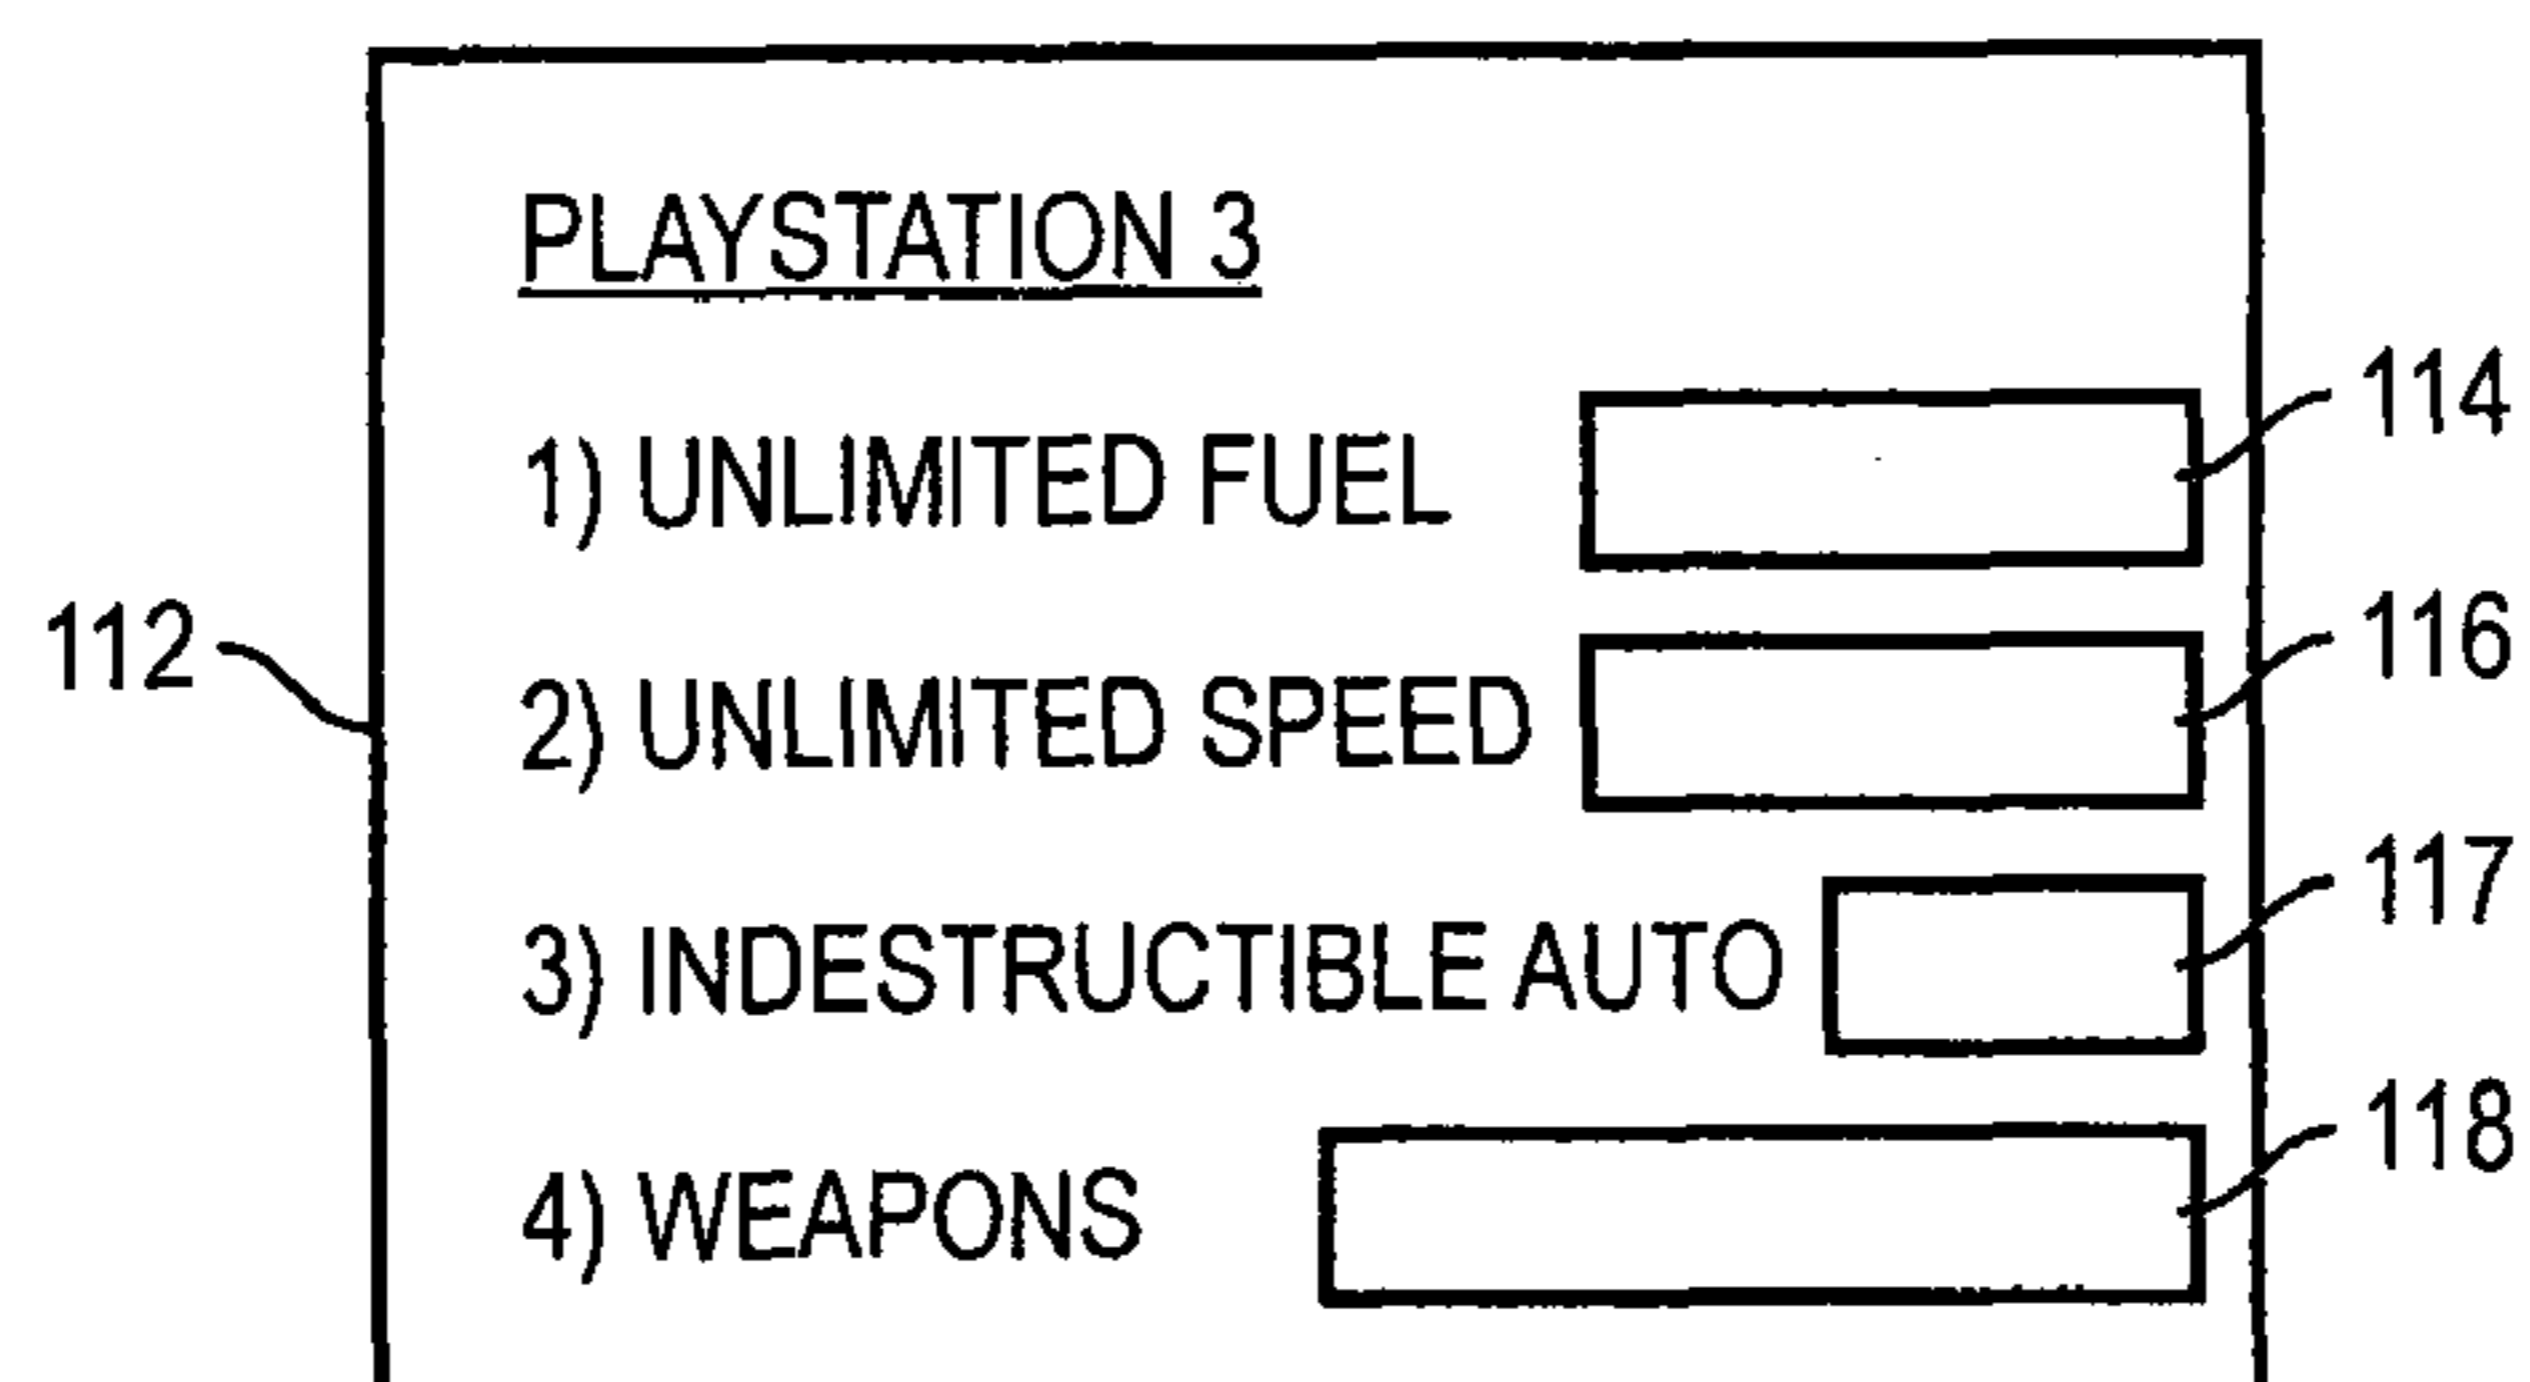 PLAYSTATION 3
1) UNLIMITED FUEL
114
112
2) UNLIMITED SPEED
116
3) INDESTRUCTIBLE AUTO
117
4) WEAPONS
118